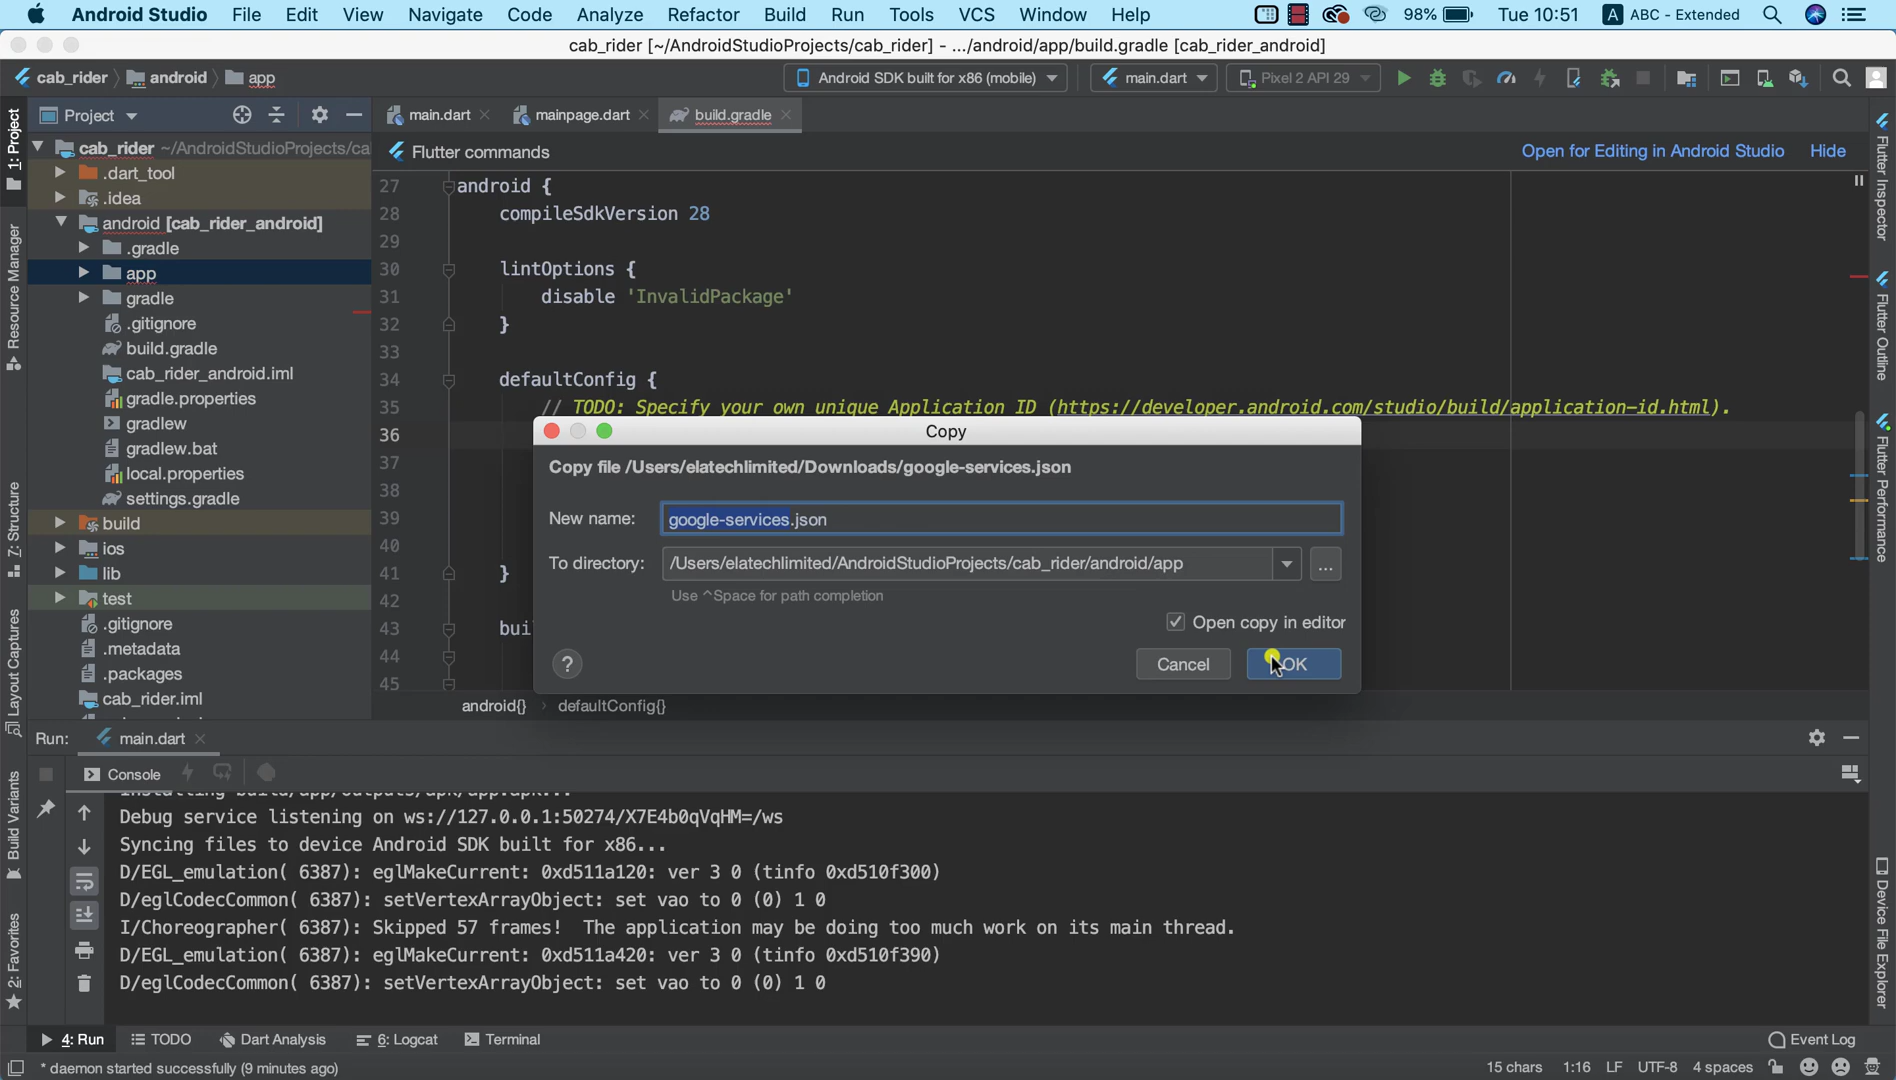 Android Studio File Edit View Navigate Code Analyze Refactor Build Run Tools VCS Window Help 98% Tue 10:51 A ABC - Extended
cab_rider [~/AndroidStudioProjects/cab_rider] - .../android/app/build.gradle [cab_rider_android]
cab_rider android app Android SDK built for x86 (mobile) main.dart Pixel 2 API 29
Project main.dart mainpage.dart build.gradle
cab_rider ~/AndroidStudioProjects/ca
.dart_tool
.idea
android [cab_rider_android]
.gradle
app
gradle
.gitignore
build.gradle
cab_rider_android.iml
gradle.properties
gradlew
gradlew.bat
local.properties
settings.gradle
build
ios
lib
test
.gitignore
.metadata
.packages
cab_rider.iml
1: Project
Resource Manager
7: Structure
Layout Captures
Build Variants
2: Favorites
Flutter commands Open for Editing in Android Studio Hide
27 android {
28 compileSdkVersion 28
29
30 lintOptions {
31 disable 'InvalidPackage'
32 }
33
34 defaultConfig {
35 // TODO: Specify your own unique Application ID (https://developer.android.com/studio/build/application-id.html).
36
37
38
39
40
41 }
42
43 bui
44
45
android{} defaultConfig{}
Copy
Copy file /Users/elatechlimited/Downloads/google-services.json
New name: google-services.json
To directory: /Users/elatechlimited/AndroidStudioProjects/cab_rider/android/app ...
Use ^Space for path completion
Open copy in editor
? Cancel OK
Flutter Inspector
Flutter Outline
Flutter Performance
Device File Explorer
Run: main.dart
Console
Installing build/app/outputs/apk/app.apk...
Debug service listening on ws://127.0.0.1:50274/X7E4b0qVqHM=/ws
Syncing files to device Android SDK built for x86...
D/EGL_emulation( 6387): eglMakeCurrent: 0xd511a120: ver 3 0 (tinfo 0xd510f300)
D/eglCodecCommon( 6387): setVertexArrayObject: set vao to 0 (0) 1 0
I/Choreographer( 6387): Skipped 57 frames!  The application may be doing too much work on its main thread.
D/EGL_emulation( 6387): eglMakeCurrent: 0xd511a420: ver 3 0 (tinfo 0xd510f390)
D/eglCodecCommon( 6387): setVertexArrayObject: set vao to 0 (0) 1 0
4: Run TODO Dart Analysis 6: Logcat Terminal Event Log
* daemon started successfully (9 minutes ago) 15 chars 1:16 LF UTF-8 4 spaces